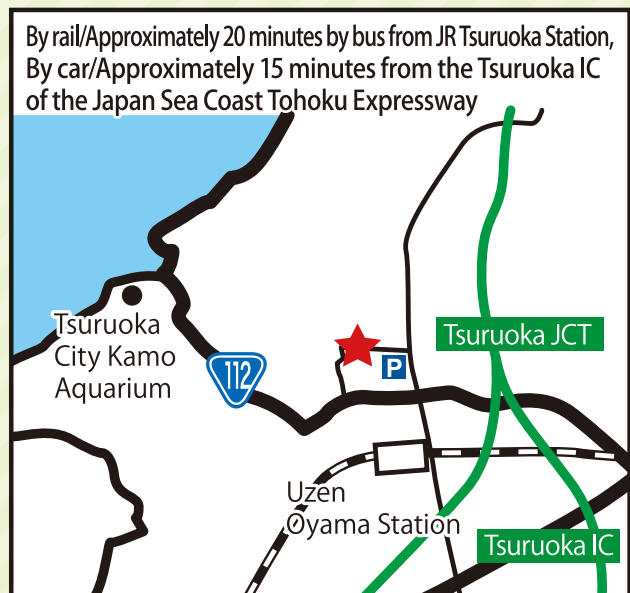 By rail/Approximately 20 minutes by bus from JR Tsuruoka Station,
By car/Approximately 15 minutes from the Tsuruoka IC
of the Japan Sea Coast Tohoku Expressway
Tsuruoka
City Kamo
Aquarium
112
P
Tsuruoka JCT
Uzen
Oyama Station
Tsuruoka IC